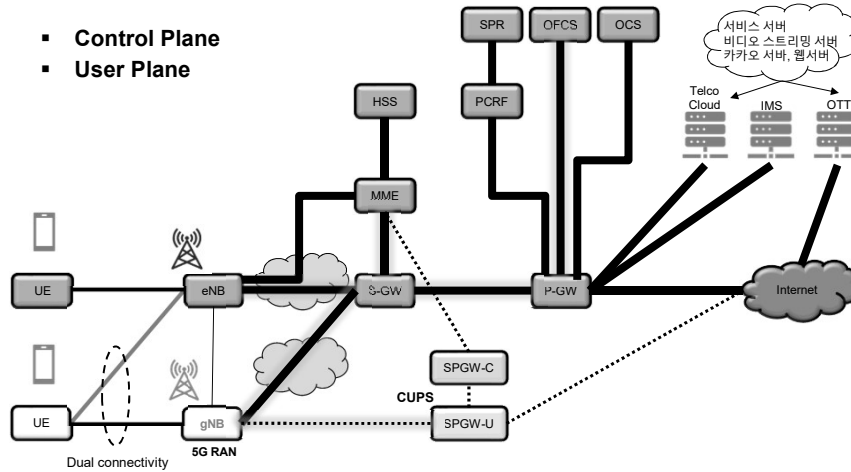 ▪ Control Plane
▪ User Plane
SPR
OFCS
OCS
서비스 서버
비디오 스트리밍 서버
카카오 서바, 웹서버
HSS
PCRF
Telco
Cloud
IMS
OTT
MME
UE
eNB
S-GW
P-GW
Internet
SPGW-C
CUPS
UE
gNB
SPGW-U
5G RAN
Dual connectivity